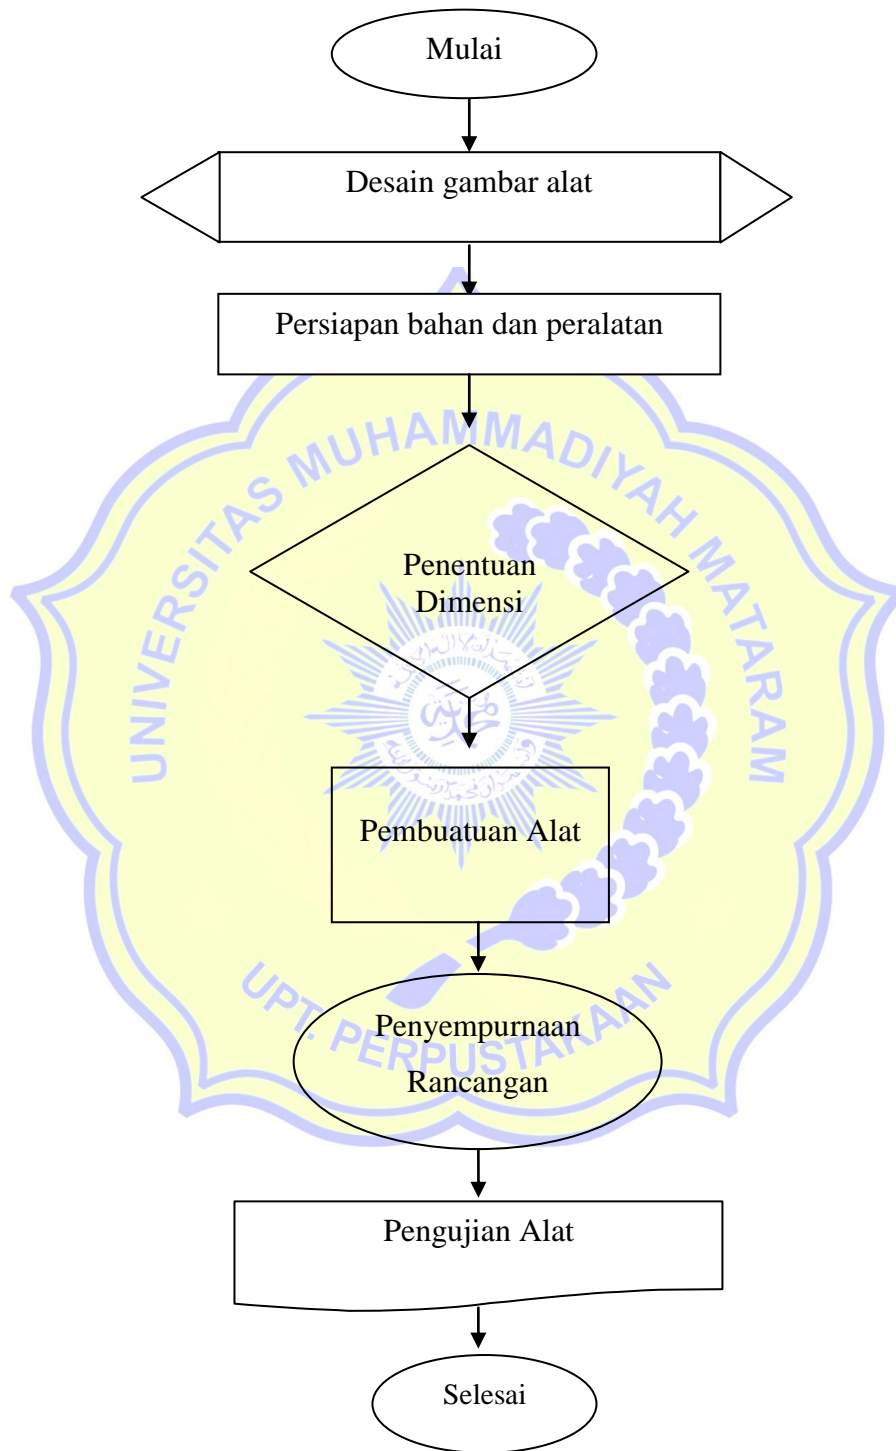 Mulai
Desain gambar alat
Persiapan bahan dan peralatan
UNIVERSITAS MUHAMMADIYAH MATARAM
Penentuan
Dimensi
Pembuatuan Alat
UPT. PERPUSTAKAAN
Penyempurnaan
Rancangan
Pengujian Alat
Selesai